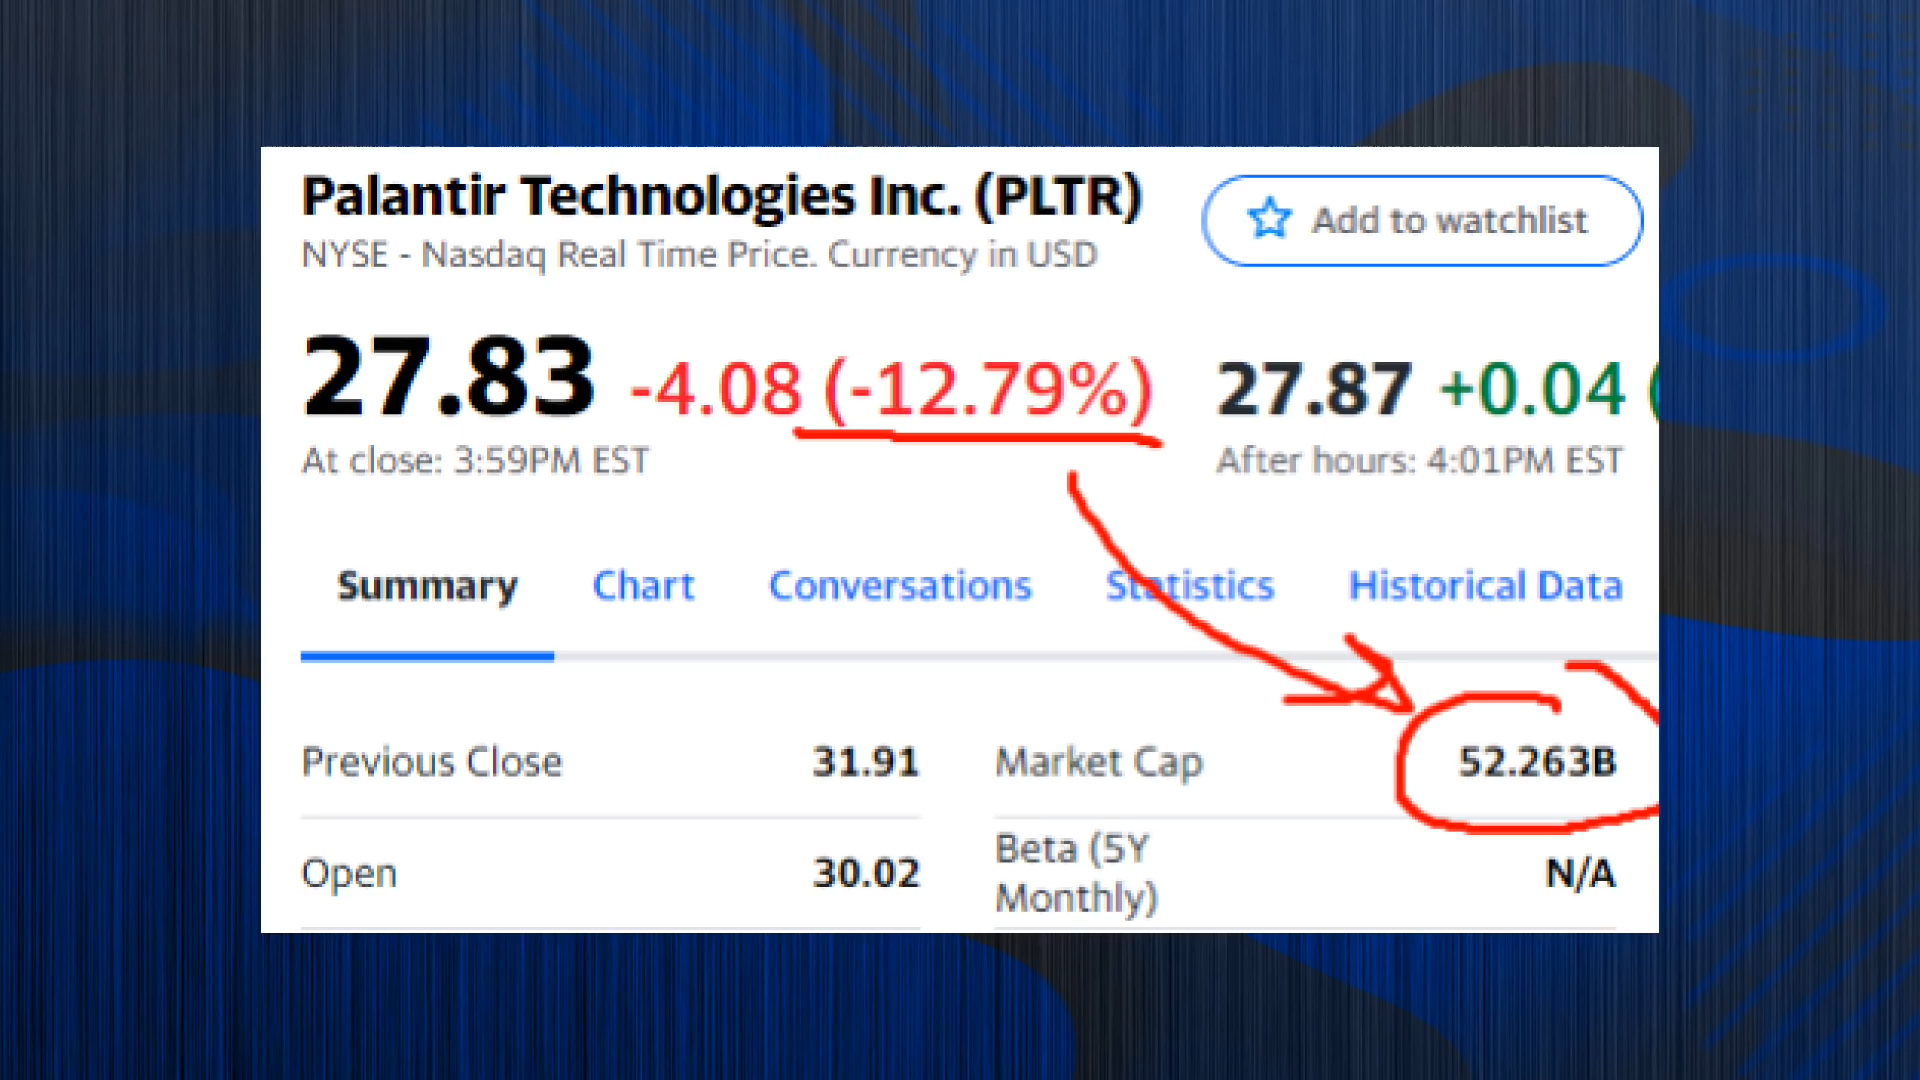 Palantir Technologies Inc. (PLTR)
Add to watchlist
NYSE - Nasdaq Real Time Price. Currency in USD
27.83 -4.08 (-12.79%) 27.87 +0.04 (
At close: 3:59PM EST After hours: 4:01PM EST
Summary Chart Conversations Statistics Historical Data
Previous Close 31.91 Market Cap 52.263B
Open 30.02 Beta (5Y
Monthly) N/A